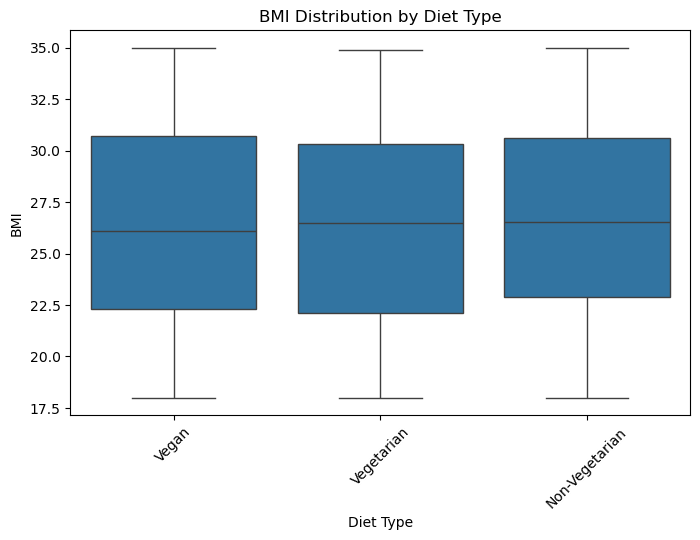 BMI Distribution by Diet Type
BMI
35.0
32.5
30.0
27.5
25.0
22.5
20.0
17.5
Vegan
Vegetarian
Non-Vegetarian
Diet Type